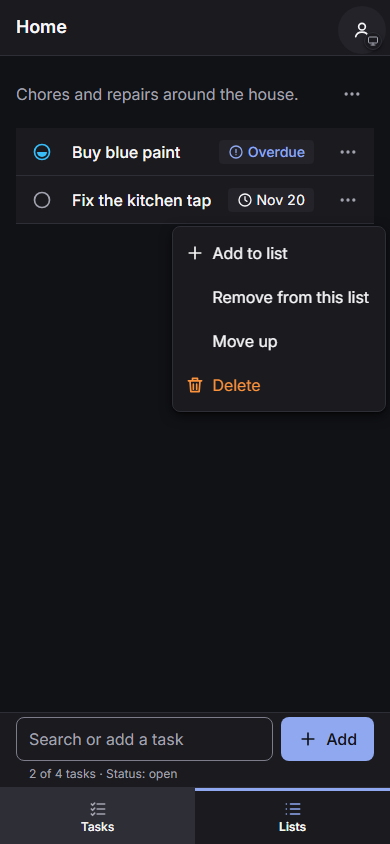 Home
Chores and repairs around the house.
Buy blue paint
Overdue
Fix the kitchen tap
Nov 20
Add to list
Remove from this list
Move up
Delete
Search or add a task
Add
2 of 4 tasks · Status: open
Tasks
Lists